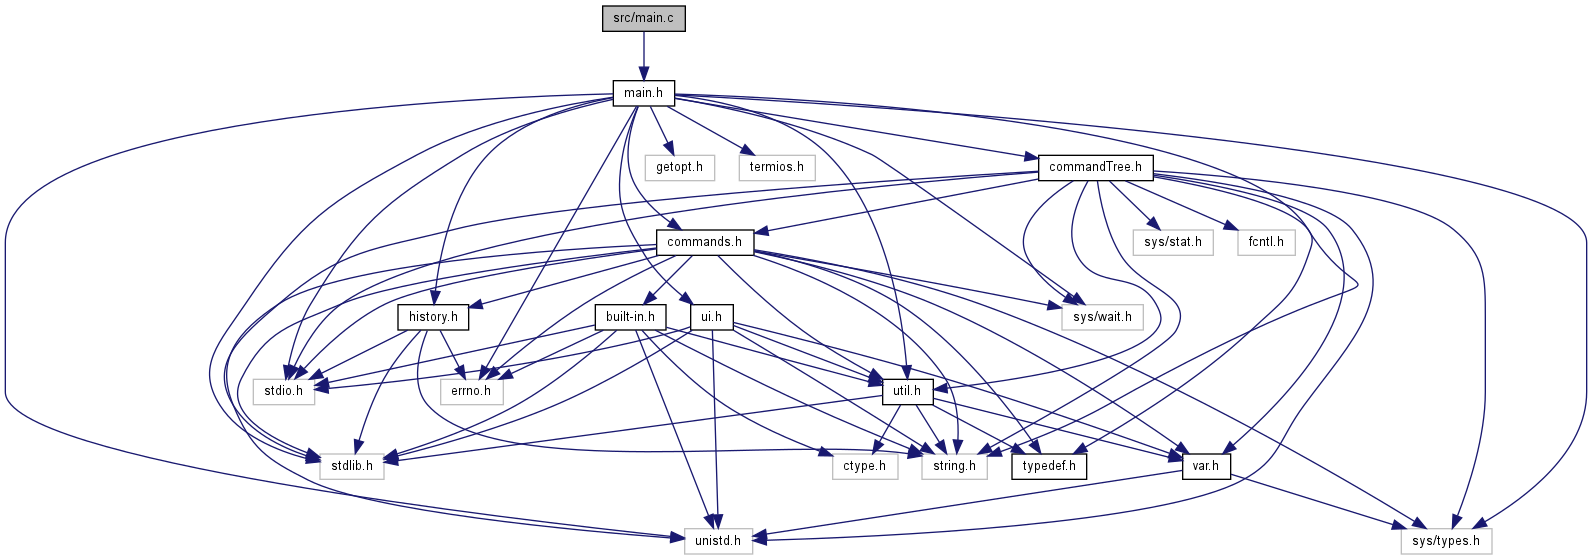 src/main.c
main.h
getopt.h
termios.h
commandTree.h
commands.h
sys/stat.h
fcntl.h
history.h
built-in.h
ui.h
sys/wait.h
stdio.h
errno.h
util.h
stdlib.h
ctype.h
string.h
typedef.h
var.h
unistd.h
sys/types.h